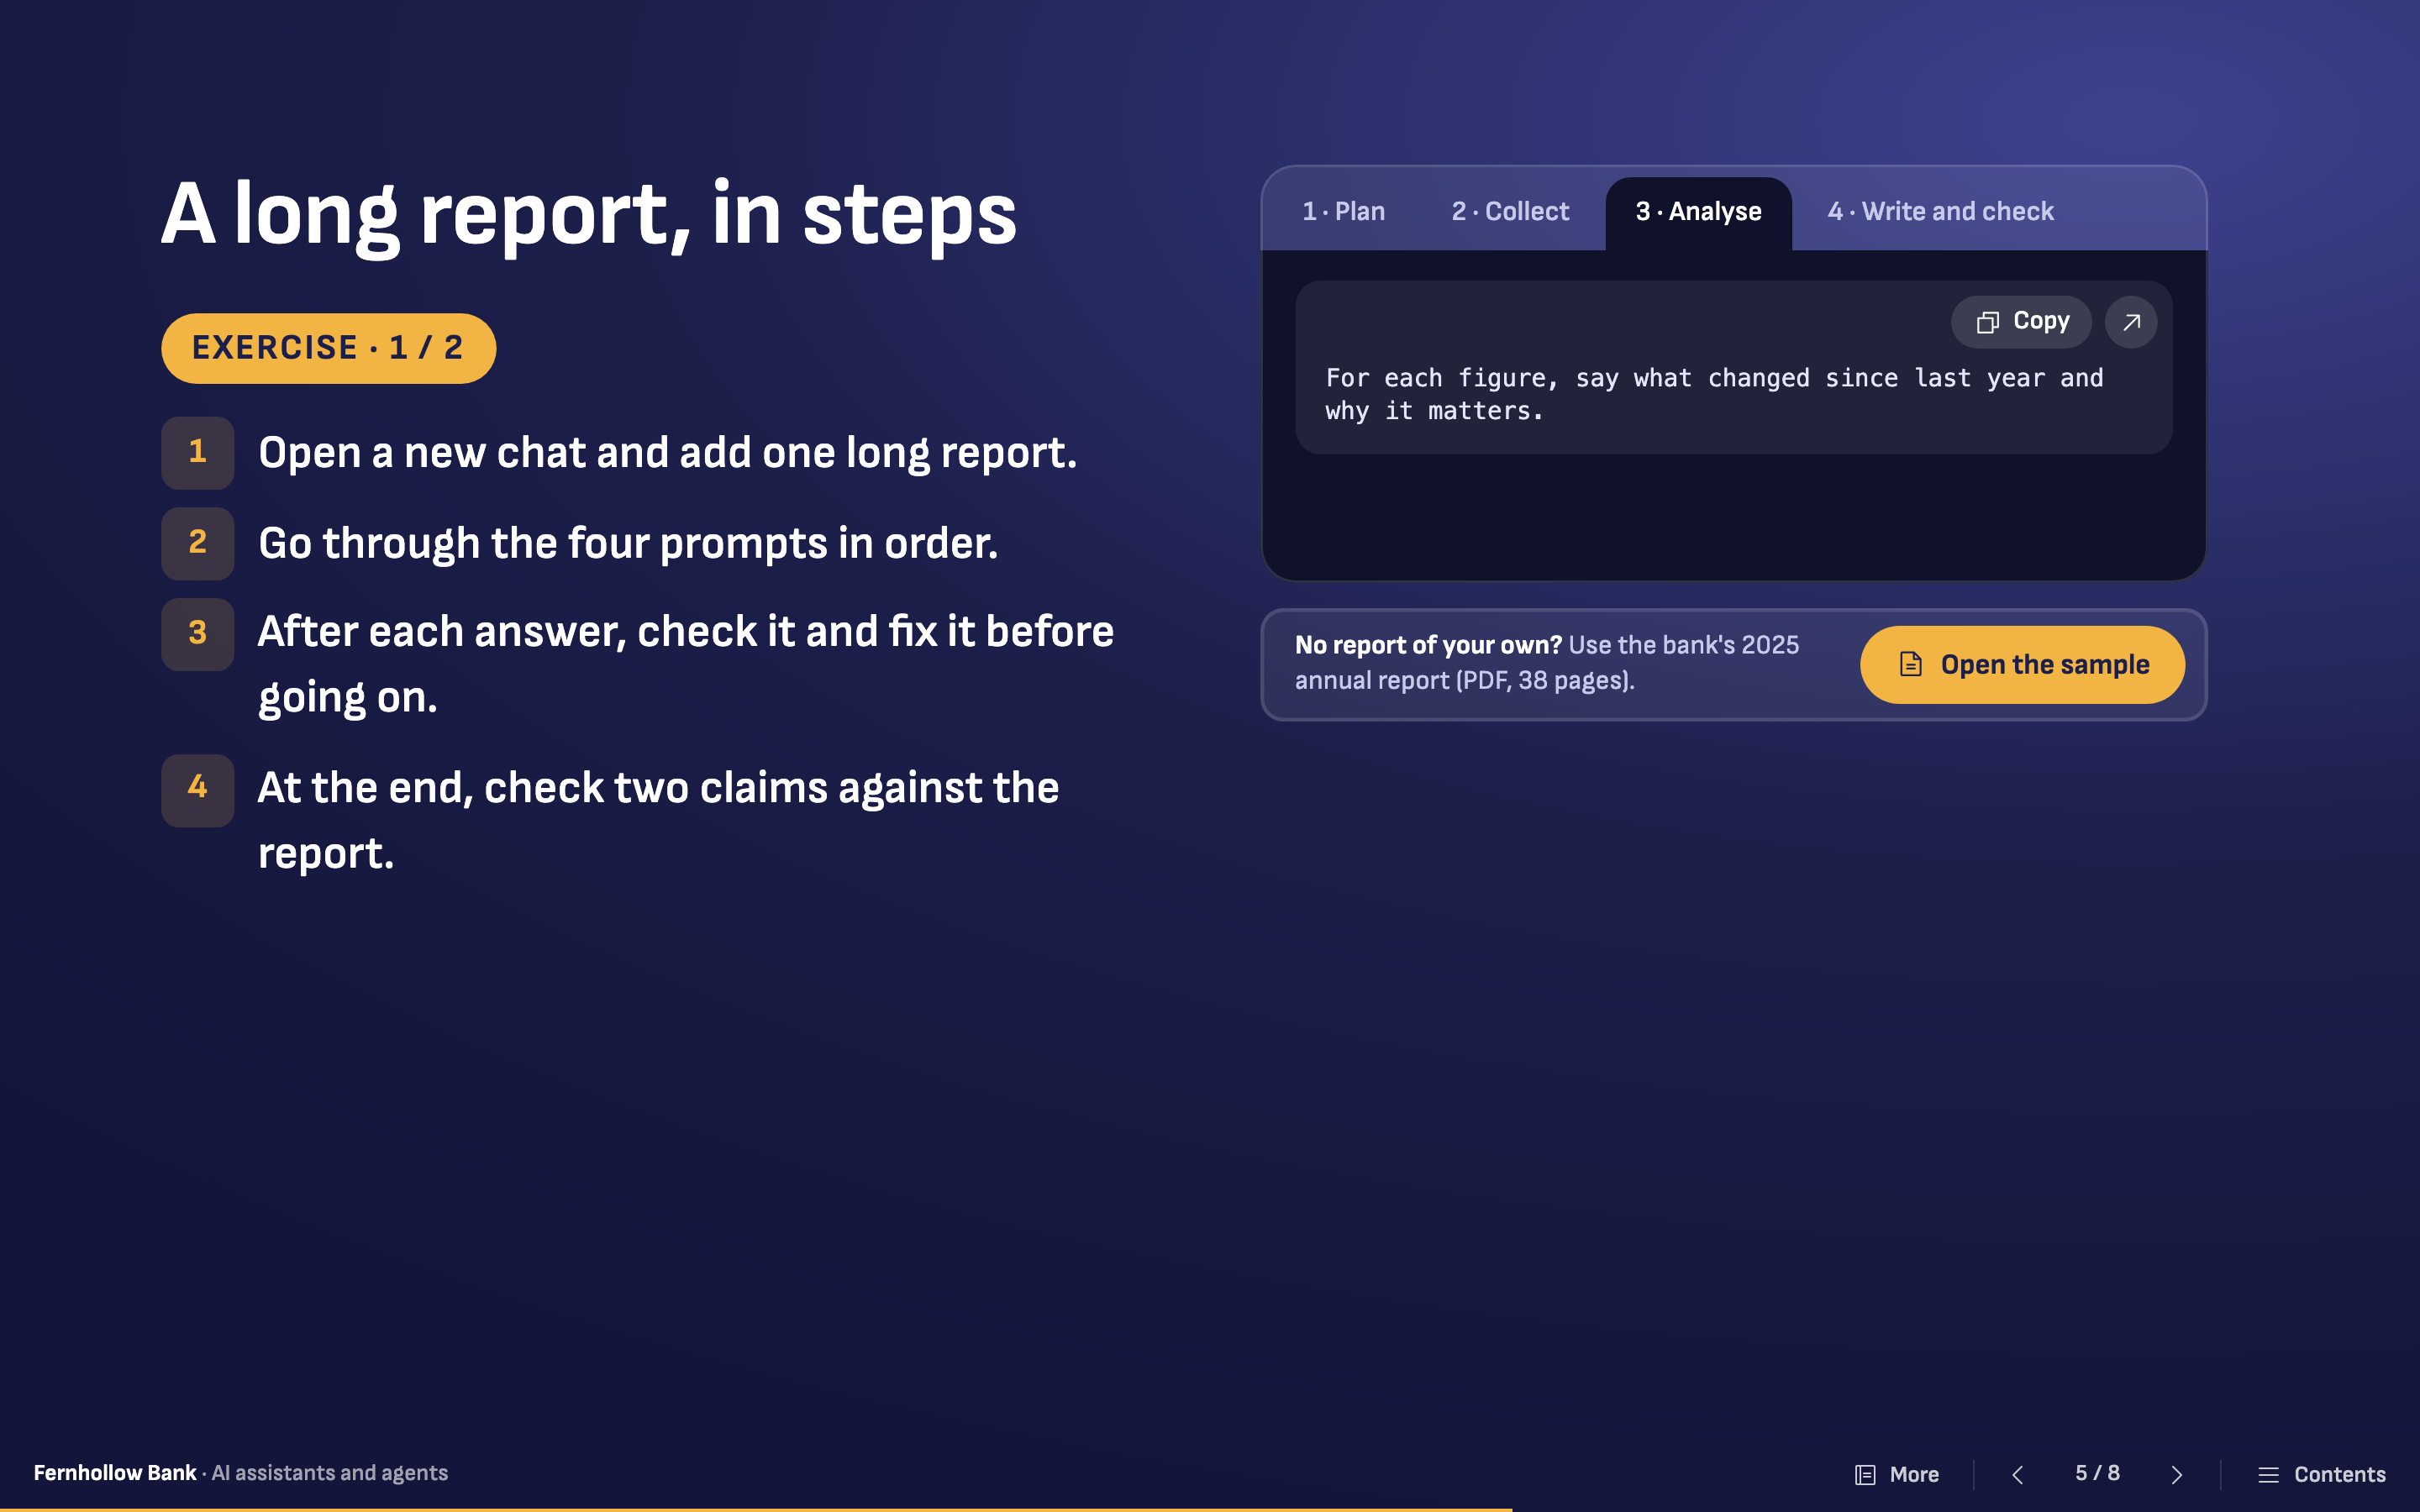 A long report, in steps
EXERCISE · 1 / 2
1 Open a new chat and add one long report.
2 Go through the four prompts in order.
3 After each answer, check it and fix it before
going on.
4 At the end, check two claims against the
report.
1 · Plan 2 · Collect 3 · Analyse 4 · Write and check
Copy
For each figure, say what changed since last year and
why it matters.
No report of your own? Use the bank's 2025
annual report (PDF, 38 pages).
Open the sample
Fernhollow Bank · AI assistants and agents
More 5 / 8 Contents